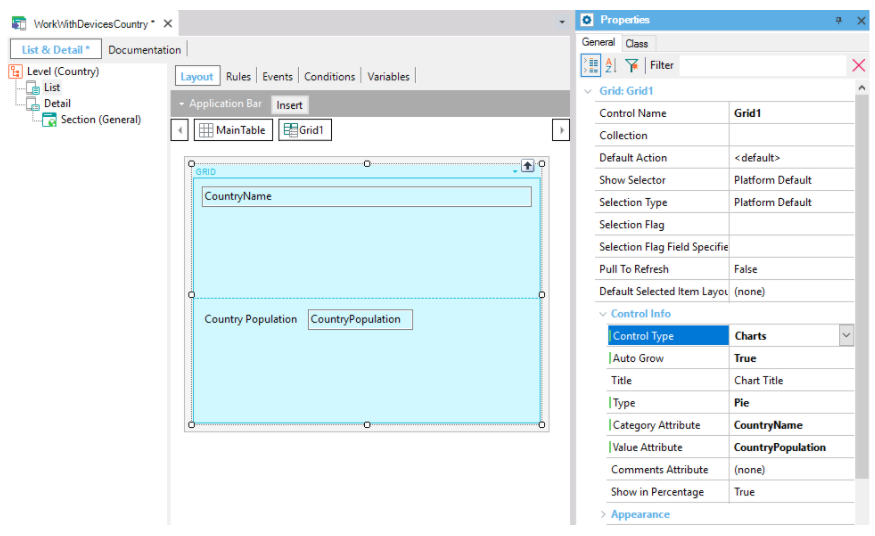 WorkWithDevicesCountry * ×
List & Detail * Documentation
Level (Country)
List
Detail
Section (General)
Layout Rules Events Conditions Variables
Application Bar Insert
MainTable Grid1
GRID
CountryName
Country Population CountryPopulation
Properties
General Class
Filter
Grid: Grid1
Control Name Grid1
Collection
Default Action <default>
Show Selector Platform Default
Selection Type Platform Default
Selection Flag
Selection Flag Field Specifie
Pull To Refresh False
Default Selected Item Layou (none)
Control Info
Control Type Charts
Auto Grow True
Title Chart Title
Type Pie
Category Attribute CountryName
Value Attribute CountryPopulation
Comments Attribute (none)
Show in Percentage True
Appearance